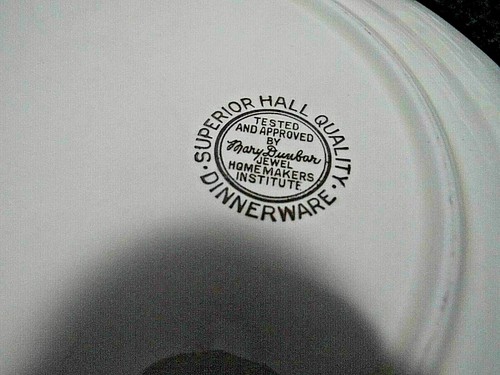 SUPERIOR HALL QUALITY
· DINNERWARE ·
TESTED
AND APPROVED
BY
Mary Dunbar
JEWEL
HOMEMAKERS
INSTITUTE